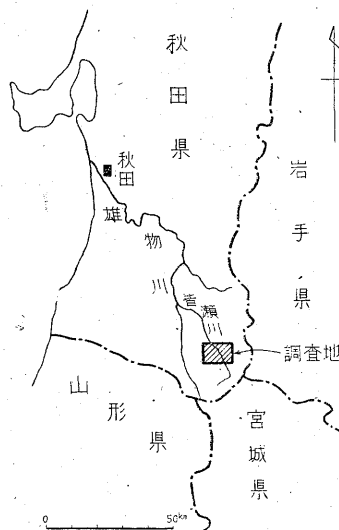 秋田県
秋田
岩手県
雄物川
皆瀬川
調査地
山形県
宮城県
0 50km